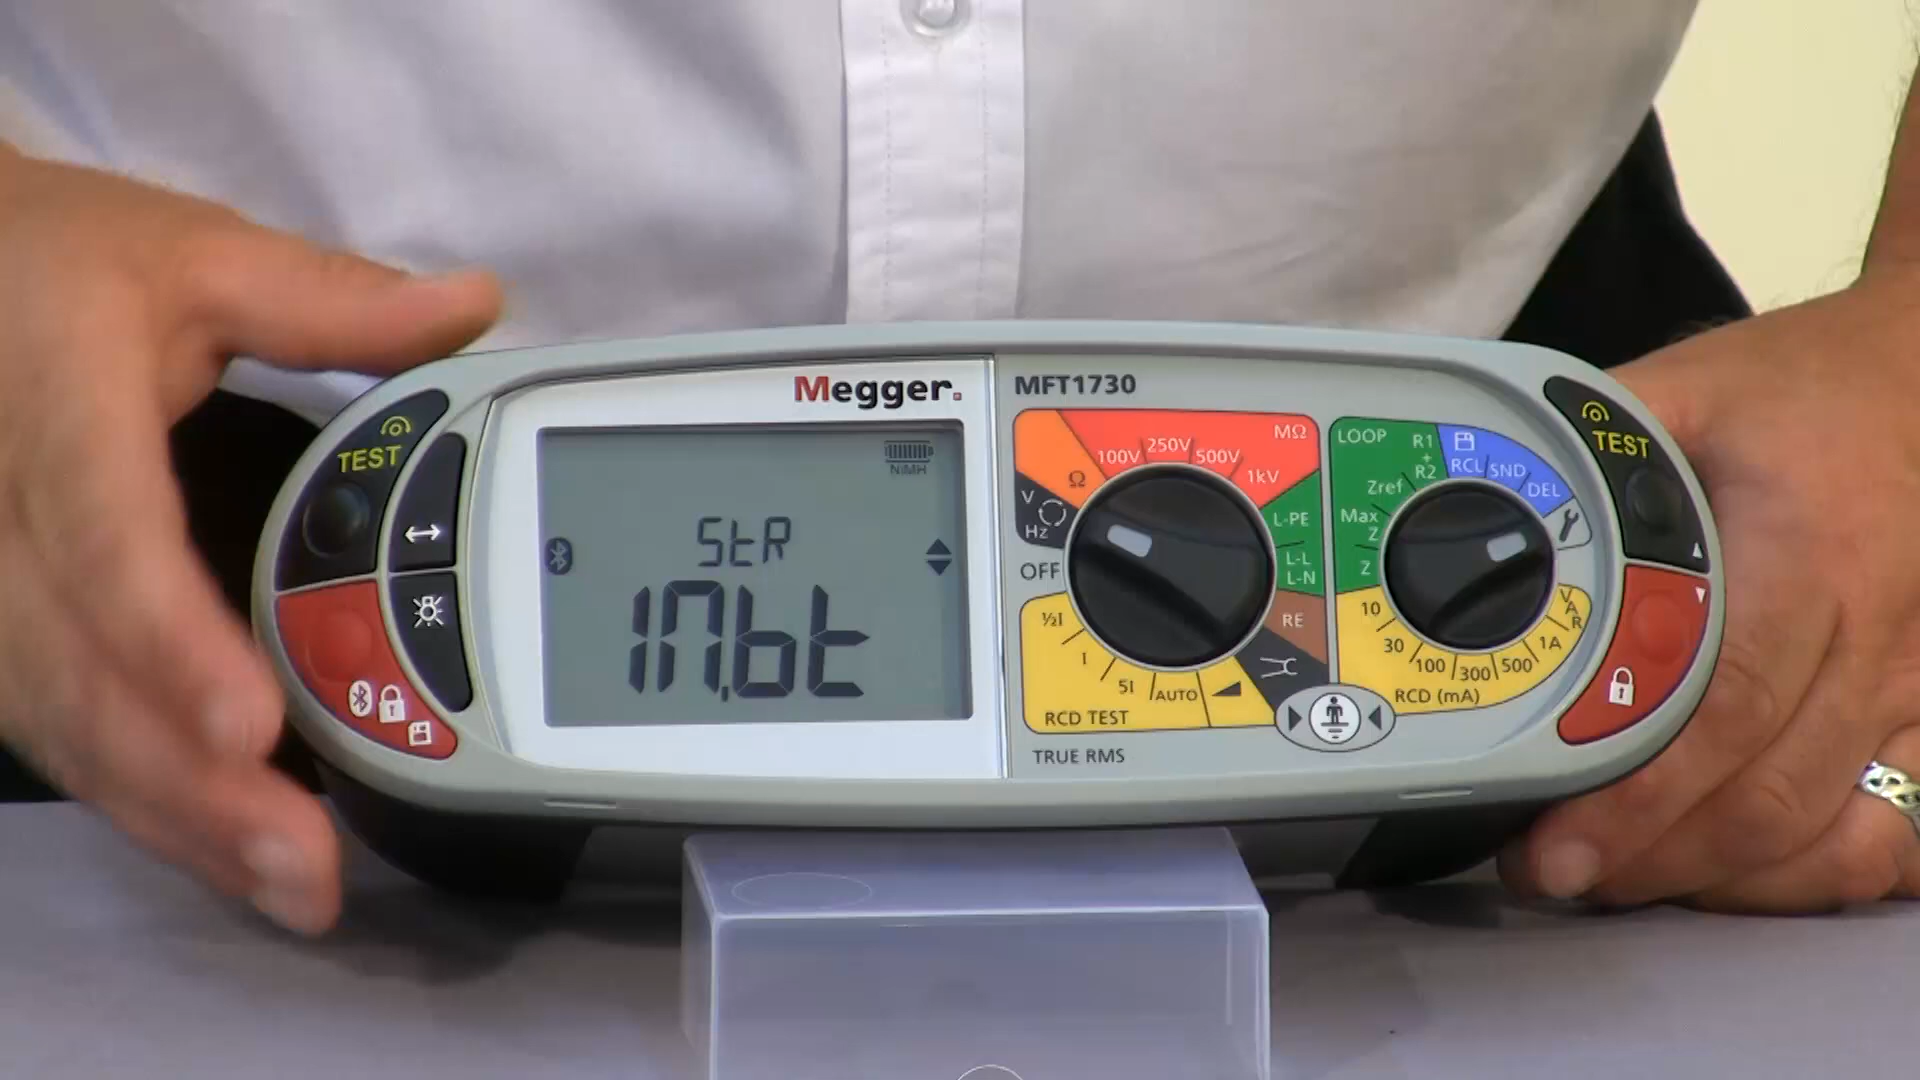 Megger.
MFT1730
TEST
NiMH
StR
1n.bt
MΩ
100V 250V 500V 1kV
Ω
V
Hz
OFF
L-PE
L-L
L-N
RE
½I
I
5I
AUTO
RCD TEST
TRUE RMS
LOOP
R1
+
R2
Zref
Max
Z
Z
RCL SND DEL
VAR
10
30
100
300
500
1A
RCD (mA)
TEST